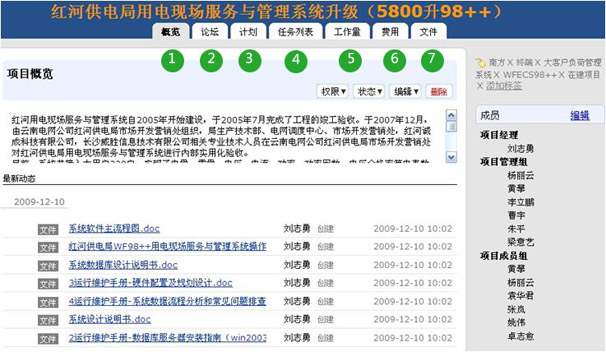 红河供电局用电现场服务与管理系统升级（5800升98++）
概览 论坛 计划 任务列表 工作量 费用 文件
1 2 3 4 5 6 7
项目概览
权限▼ 状态▼ 编辑▼ 删除
红河用电现场服务与管理系统自2005年开始建设，于2005年7月完成了工程的竣工验收。于2007年12月，
由云南电网公司红河供电局市场开发营销处组织，局生产技术部、电网调度中心、市场开发营销处，红河诚
成科技有限公司，长沙威胜信息技术有限公司相关专业技术人员在云南电网公司红河供电局市场开发营销处
对红河供电局用电现场服务与管理系统进行内部实用化验收。
最新动态
2009-12-10
文件 系统软件主流程图.doc 刘志勇 创建 2009-12-10 10:02
文件 红河供电局WF98++用电现场服务与管理系统操作 刘志勇 创建 2009-12-10 10:02
文件 系统数据库设计说明书.doc 刘志勇 创建 2009-12-10 10:02
文件 3运行维护手册-硬件配置及规划设计.doc 刘志勇 创建 2009-12-10 10:02
文件 4运行维护手册-系统数据流程分析和常见问题排查 刘志勇 创建 2009-12-10 10:02
文件 系统设计说明书.doc 刘志勇 创建 2009-12-10 10:02
文件 2运行维护手册-数据库服务器安装指南（win2003 刘志勇 创建 2009-12-10 10:02
南方 X 终端 X 大客户负荷管理
系统 X WFECS98++ X 在建项目
X 添加标签
成员 编辑
项目经理
刘志勇
项目管理组
杨丽云
黄攀
李立鹏
曹宇
朱平
梁意艺
项目成员组
黄攀
杨丽云
袁华君
张岚
姚伟
卓志愈